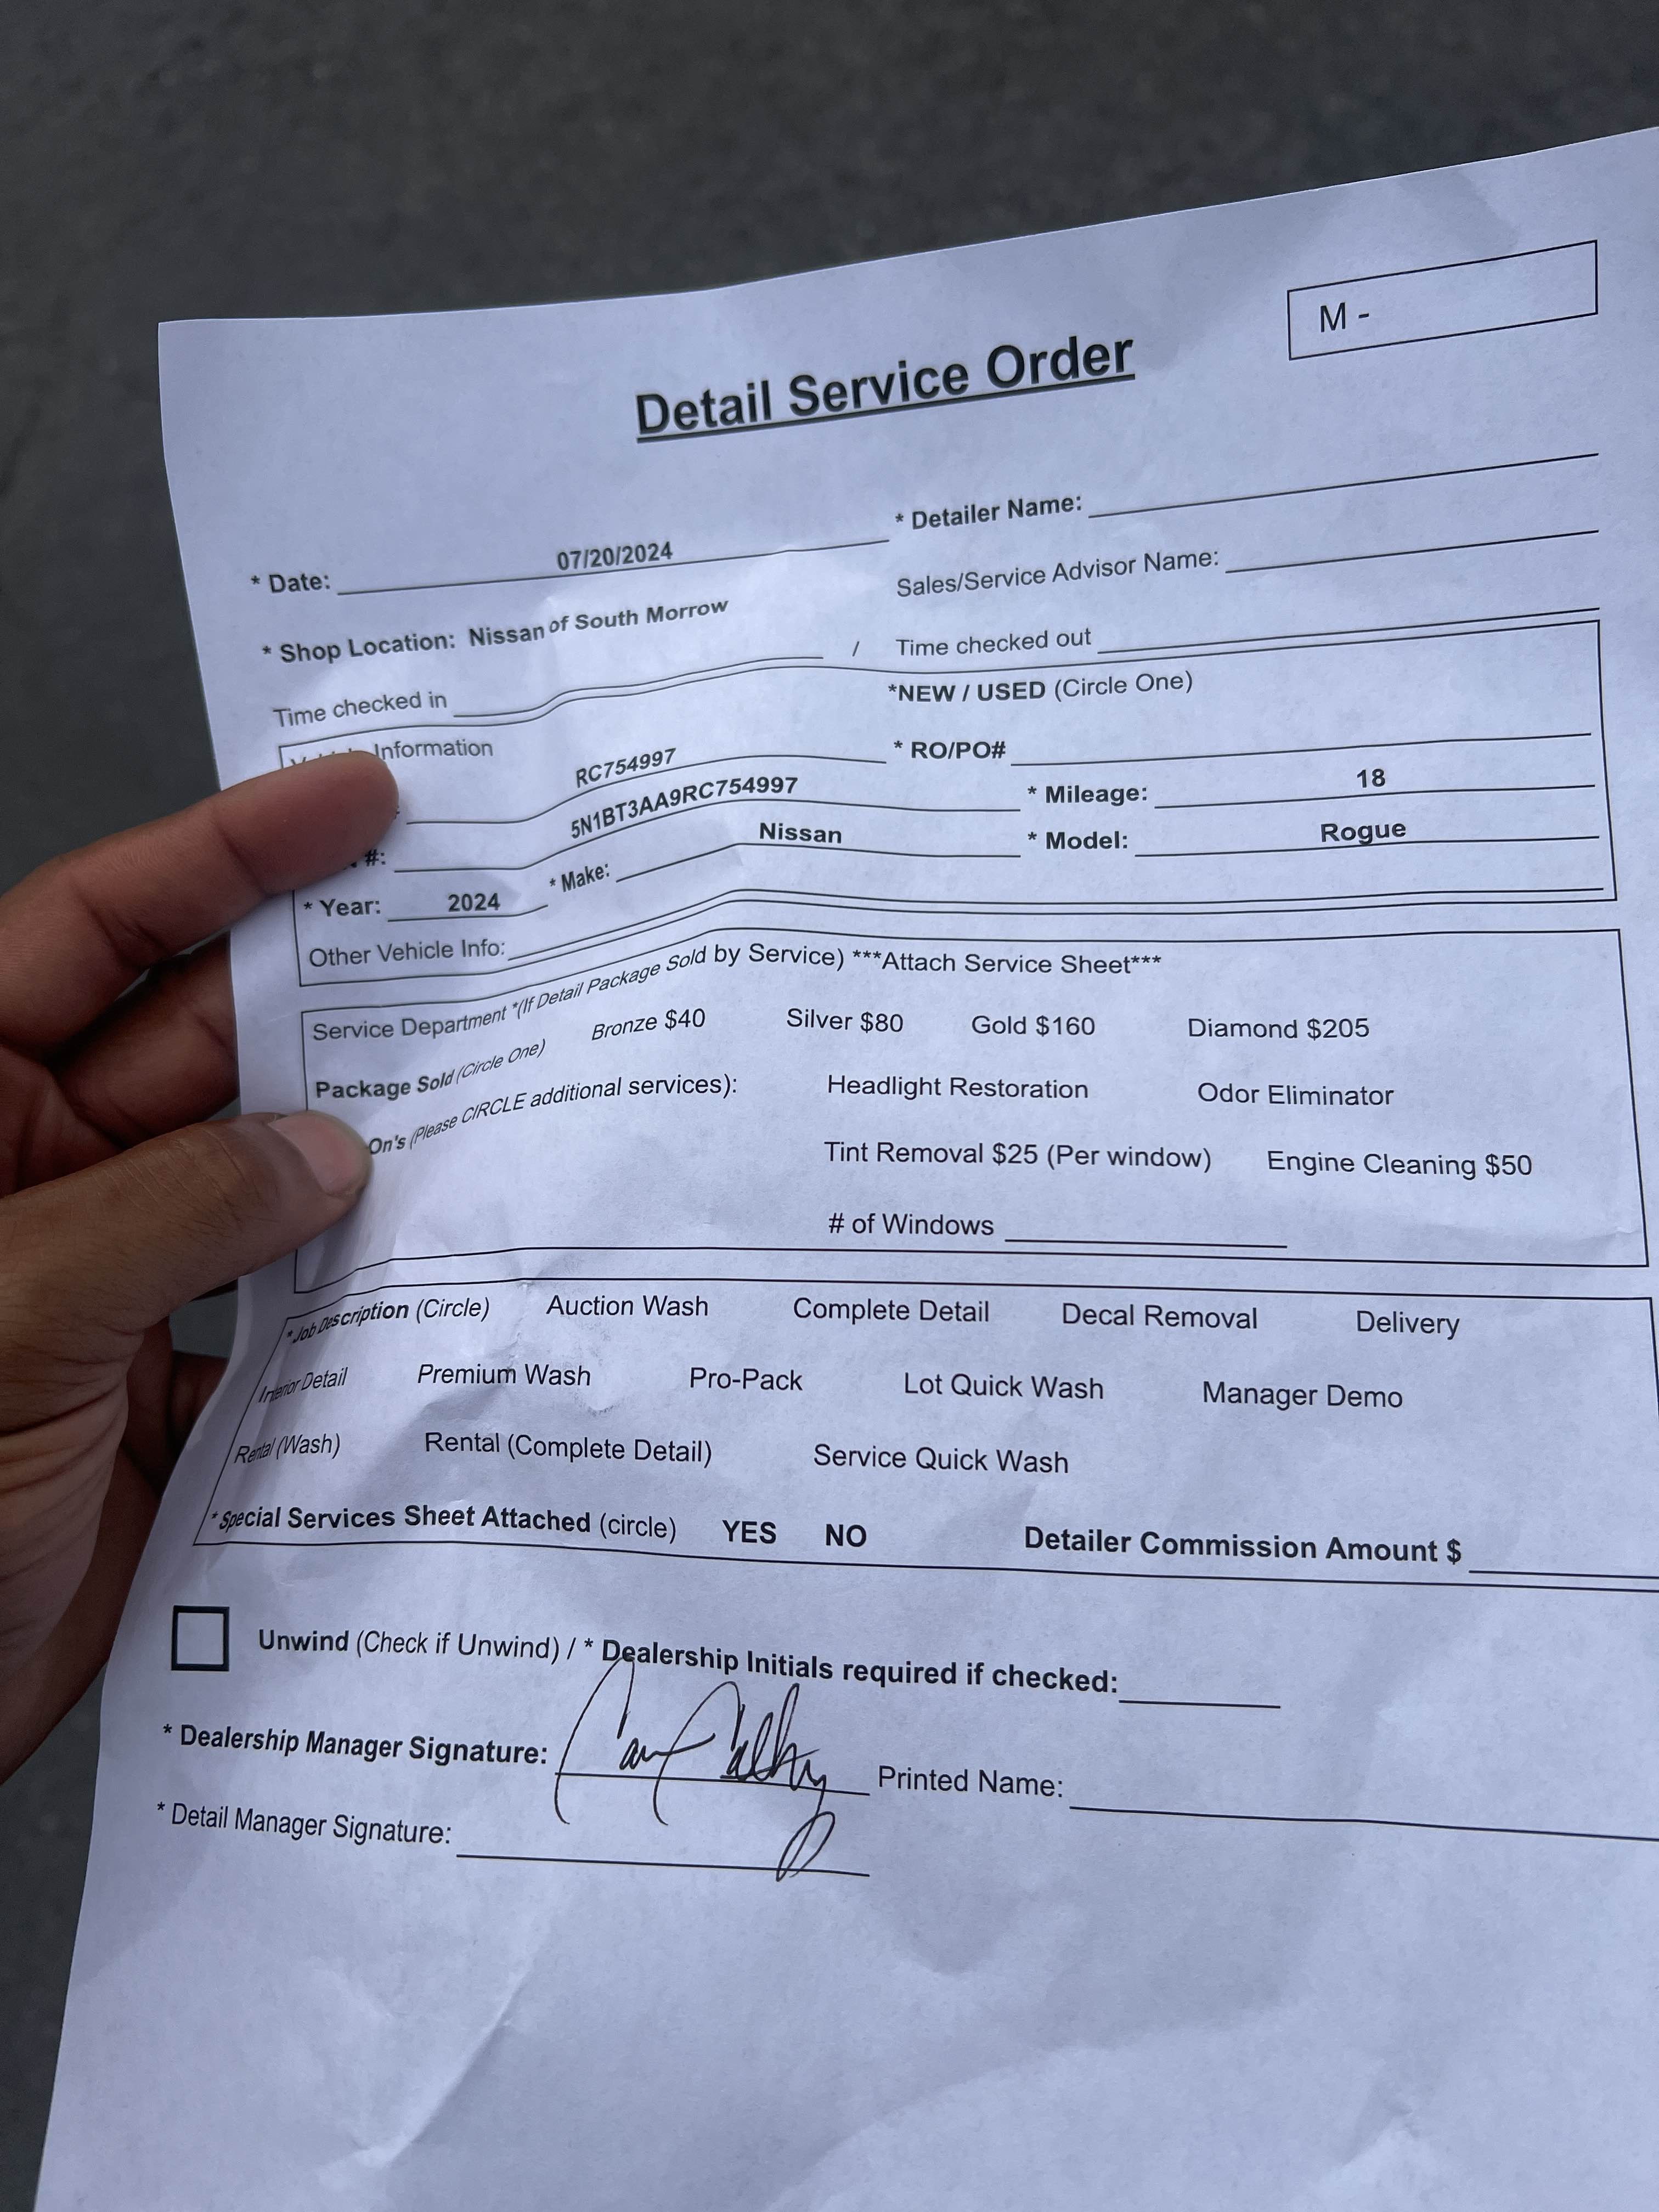 M -
Detail Service Order
* Date: 07/20/2024 * Detailer Name:
* Shop Location: Nissan of South Morrow Sales/Service Advisor Name:
Time checked in / Time checked out
Information *NEW / USED (Circle One)
RC754997 * RO/PO#
#: 5N1BT3AA9RC754997 * Mileage: 18
* Year: 2024 * Make: Nissan * Model: Rogue
Other Vehicle Info:
Service Department *(If Detail Package Sold by Service) ***Attach Service Sheet***
Package Sold (Circle One) Bronze $40 Silver $80 Gold $160 Diamond $205
On's (Please CIRCLE additional services): Headlight Restoration Odor Eliminator
Tint Removal $25 (Per window) Engine Cleaning $50
# of Windows
*Job Description (Circle) Auction Wash Complete Detail Decal Removal Delivery
Interior Detail Premium Wash Pro-Pack Lot Quick Wash Manager Demo
Rental (Wash) Rental (Complete Detail) Service Quick Wash
*Special Services Sheet Attached (circle) YES NO Detailer Commission Amount $
Unwind (Check if Unwind) / * Dealership Initials required if checked:
* Dealership Manager Signature: Printed Name:
* Detail Manager Signature: